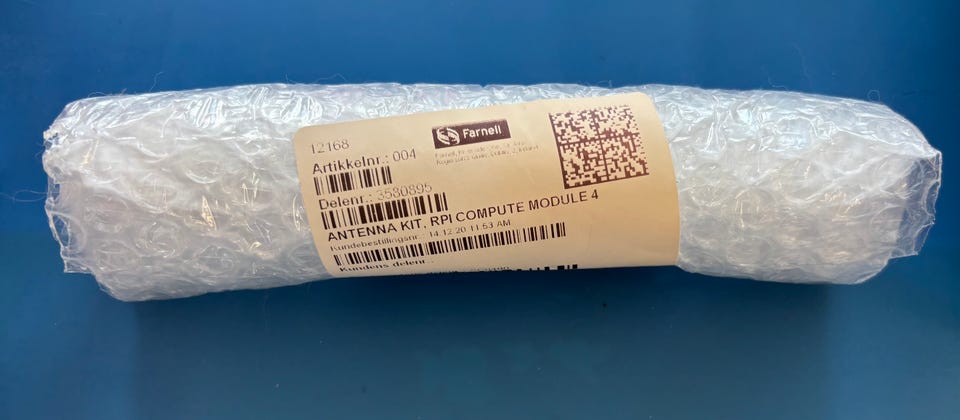 12168
Farnell
Artikkelnr.: 004
Delenr.: 3580895
ANTENNA KIT, RPI COMPUTE MODULE 4
Kundebestillingsnr.: 14.12.20 11.53 AM
Kundens delenr